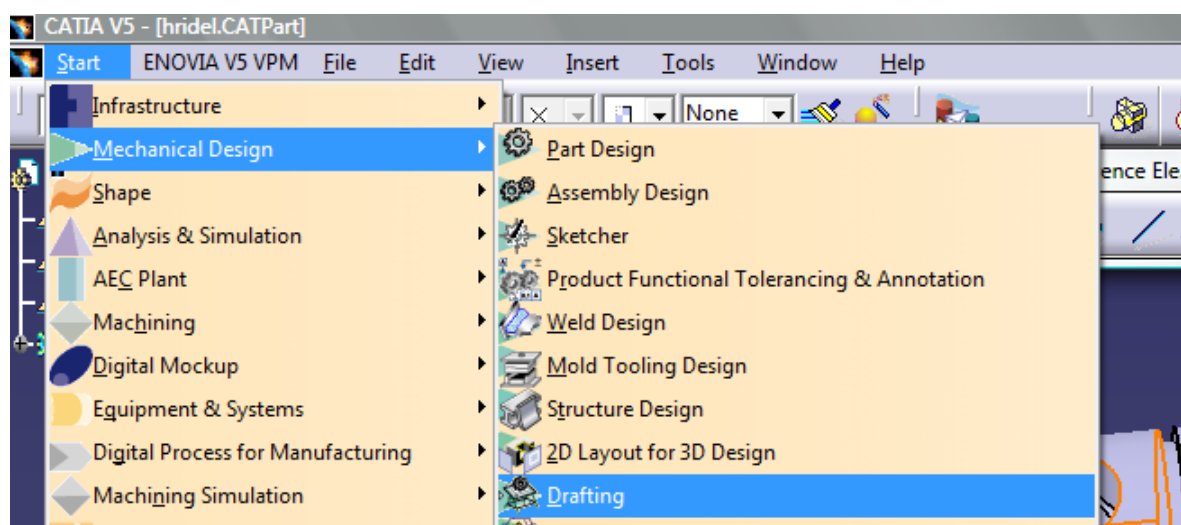 CATIA V5 - [hridel.CATPart]
Start ENOVIA V5 VPM File Edit View Insert Tools Window Help
Infrastructure
None
Mechanical Design
Part Design
ence Ele
Shape
Assembly Design
Analysis & Simulation
Sketcher
AEC Plant
Product Functional Tolerancing & Annotation
Machining
Weld Design
Digital Mockup
Mold Tooling Design
Equipment & Systems
Structure Design
Digital Process for Manufacturing
2D Layout for 3D Design
Machining Simulation
Drafting